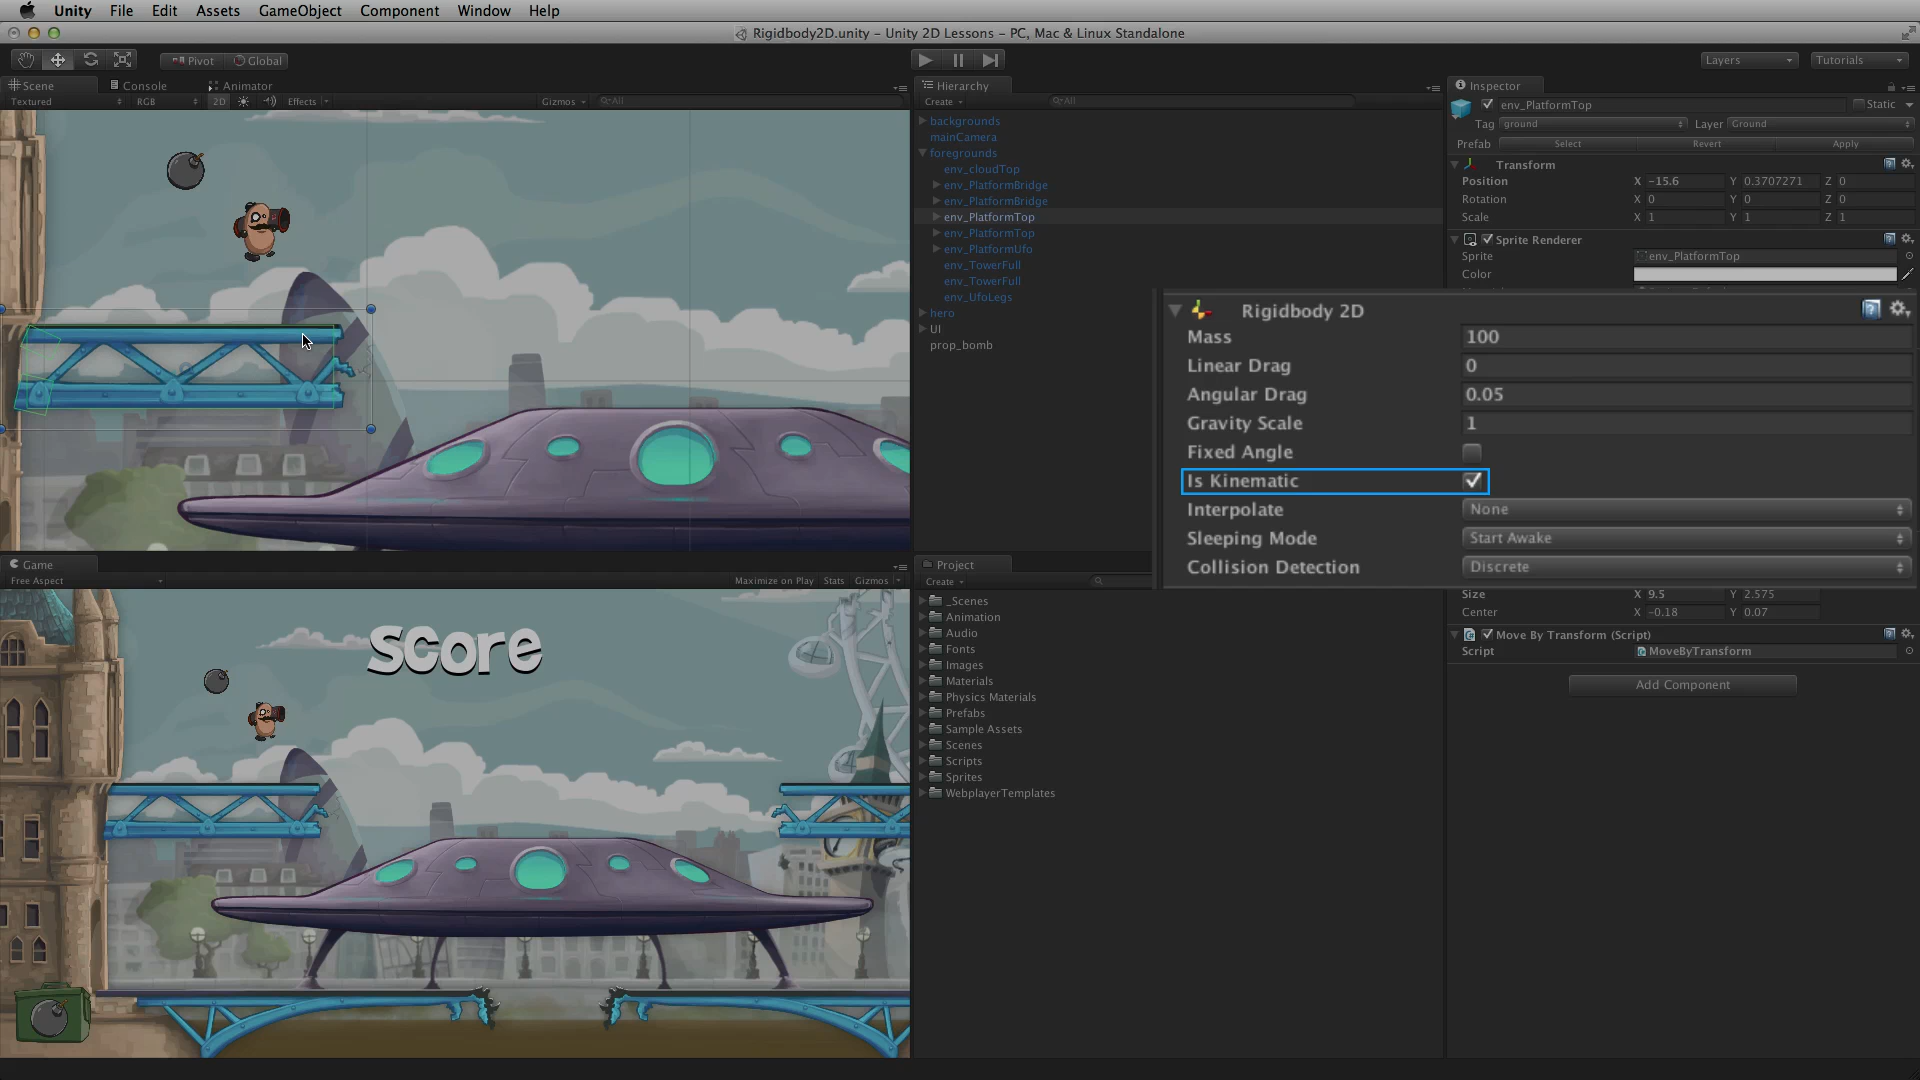 Unity File Edit Assets GameObject Component Window Help
Rigidbody2D.unity – Unity 2D Lessons – PC, Mac & Linux Standalone
Pivot Global Layers Tutorials
Scene Console Animator
Textured RGB 2D Effects Gizmos All
Hierarchy
Create All
backgrounds
mainCamera
foregrounds
env_cloudTop
env_PlatformBridge
env_PlatformBridge
env_PlatformTop
env_PlatformTop
env_PlatformUfo
env_TowerFull
env_TowerFull
env_UfoLegs
hero
UI
prop_bomb
Inspector
env_PlatformTop Static
Tag ground Layer Ground
Prefab Select Revert Apply
Transform
Position X -15.6 Y 0.3707271 Z 0
Rotation X 0 Y 0 Z 0
Scale X 1 Y 1 Z 1
Sprite Renderer
Sprite env_PlatformTop
Color
Rigidbody 2D
Mass 100
Linear Drag 0
Angular Drag 0.05
Gravity Scale 1
Fixed Angle
Is Kinematic
Interpolate None
Sleeping Mode Start Awake
Collision Detection Discrete
Size X 9.5 Y 2.575
Center X -0.18 Y 0.07
Move By Transform (Script)
Script MoveByTransform
Add Component
Game
Free Aspect Maximize on Play Stats Gizmos
score
Project
Create
_Scenes
Animation
Audio
Fonts
Images
Materials
Physics Materials
Prefabs
Sample Assets
Scenes
Scripts
Sprites
WebplayerTemplates